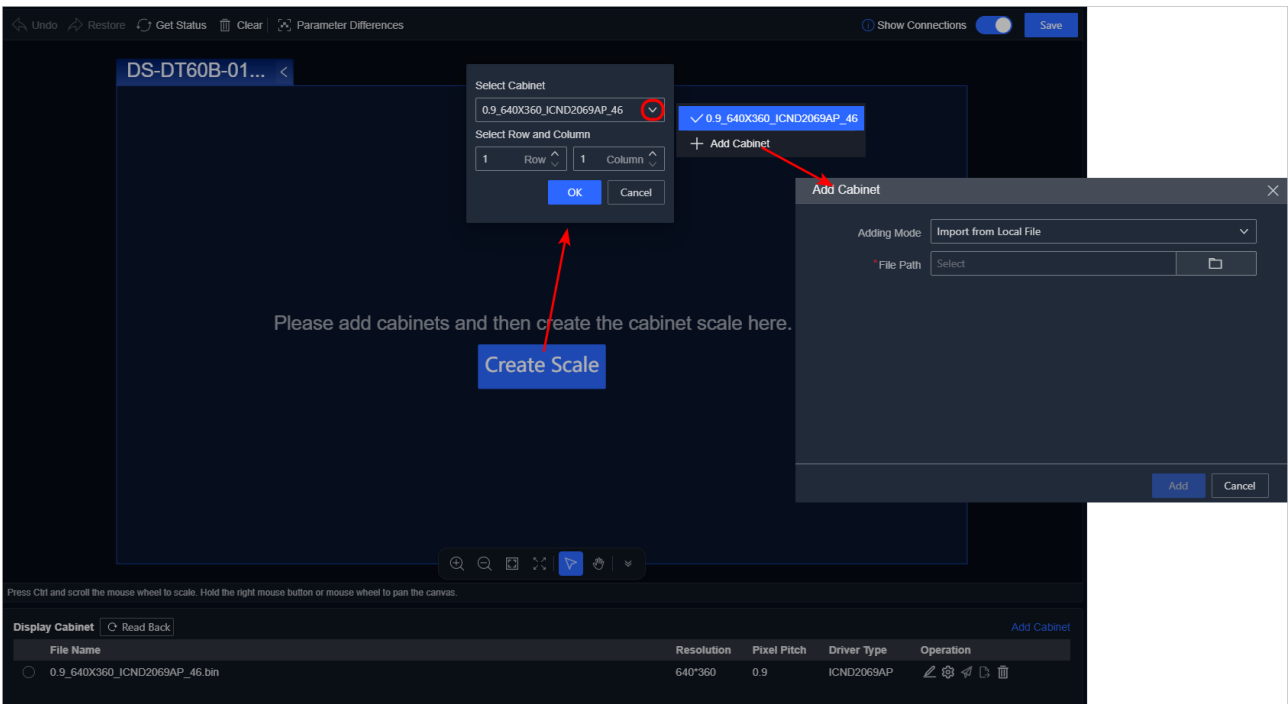 Undo Restore Get Status Clear Parameter Differences Show Connections Save
DS-DT60B-01... <
Select Cabinet
0.9_640X360_ICND2069AP_46
Select Row and Column
1 Row 1 Column
OK Cancel
0.9_640X360_ICND2069AP_46
Add Cabinet
Add Cabinet
Adding Mode Import from Local File
*File Path Select
Add Cancel
Please add cabinets and then create the cabinet scale here.
Create Scale
Press Ctrl and scroll the mouse wheel to scale. Hold the right mouse button or mouse wheel to pan the canvas.
Display Cabinet Read Back Add Cabinet
File Name Resolution Pixel Pitch Driver Type Operation
0.9_640X360_ICND2069AP_46.bin 640*360 0.9 ICND2069AP